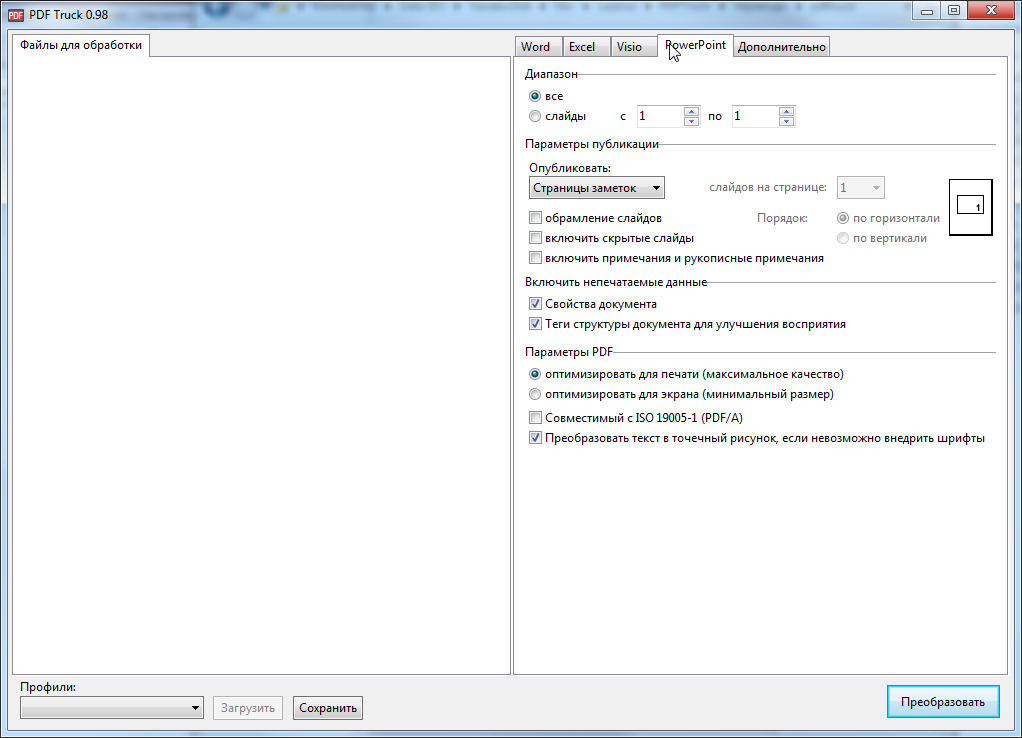 PDF PDF Truck 0.98
Файлы для обработки
Word Excel Visio PowerPoint Дополнительно
Диапазон
все
слайды с 1 по 1
Параметры публикации
Опубликовать:
Страницы заметок слайдов на странице: 1
1
обрамление слайдов Порядок: по горизонтали
включить скрытые слайды по вертикали
включить примечания и рукописные примечания
Включить непечатаемые данные
Свойства документа
Теги структуры документа для улучшения восприятия
Параметры PDF
оптимизировать для печати (максимальное качество)
оптимизировать для экрана (минимальный размер)
Совместимый с ISO 19005-1 (PDF/A)
Преобразовать текст в точечный рисунок, если невозможно внедрить шрифты
Профили:
Загрузить Сохранить Преобразовать